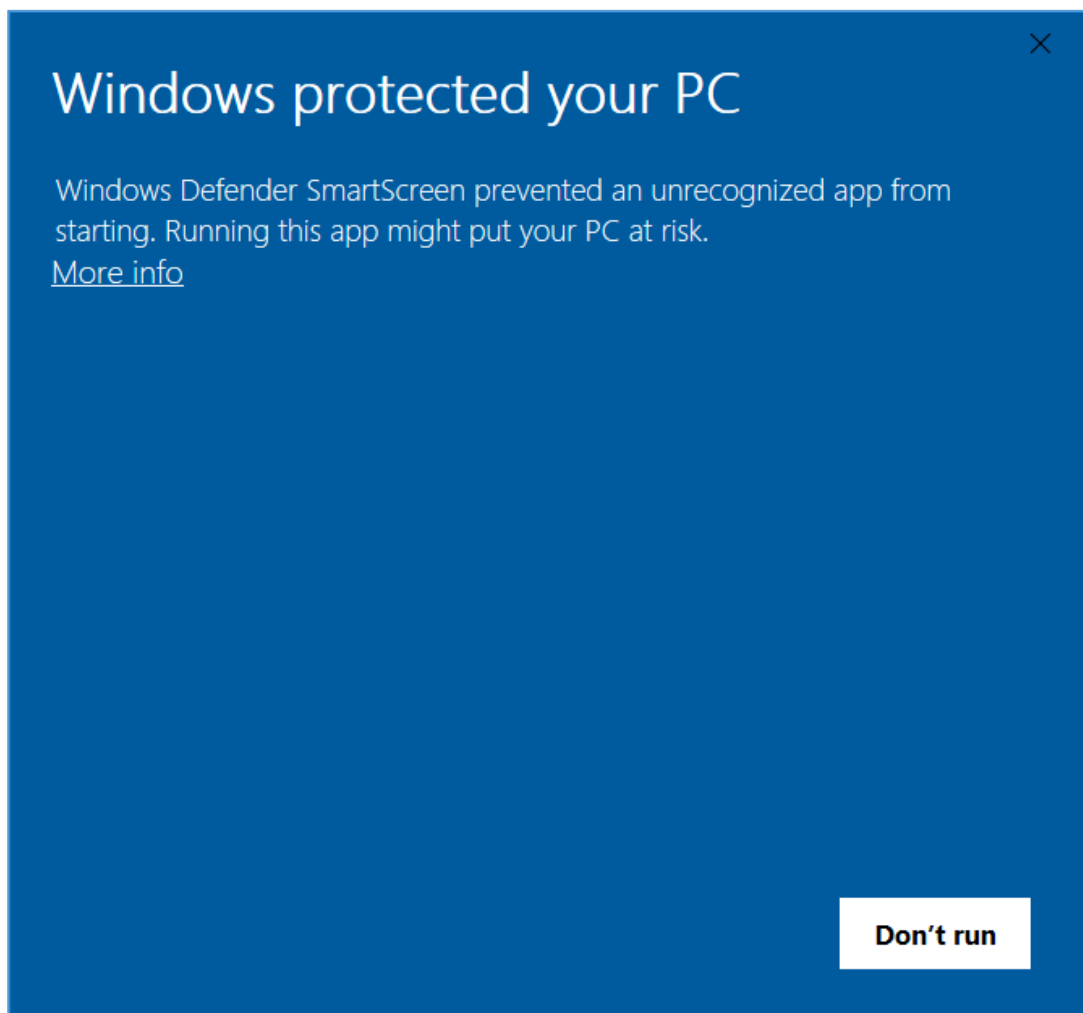 Windows protected your PC
Windows Defender SmartScreen prevented an unrecognized app from
starting. Running this app might put your PC at risk.
More info
Don’t run